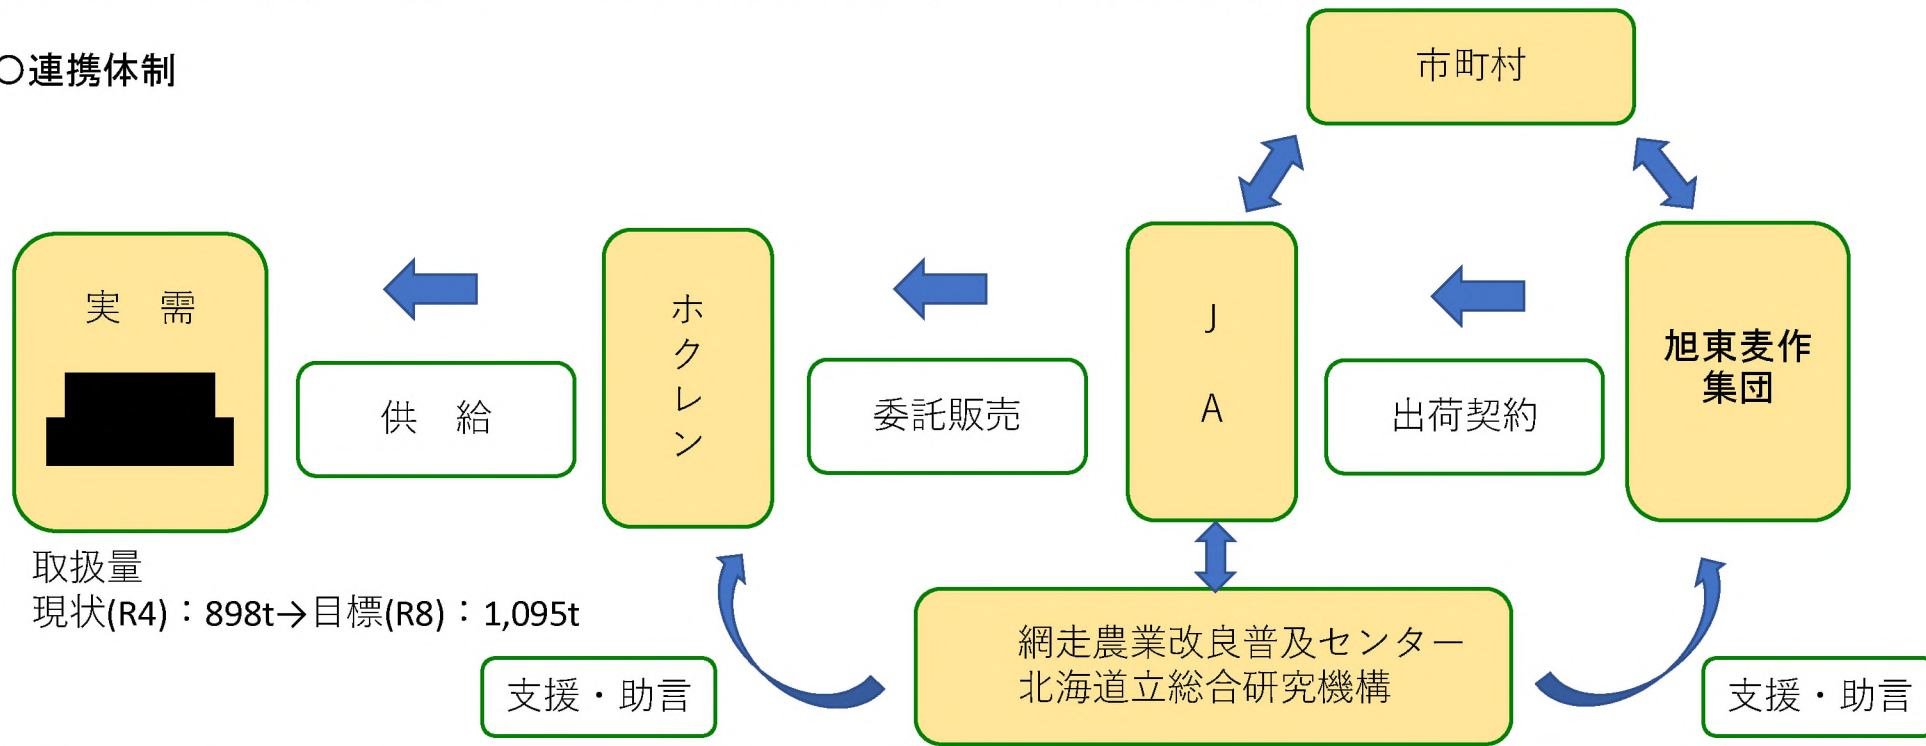 ○連携体制
市町村
実　需
供　給
ホクレン
委託販売
JA
出荷契約
旭東麦作
集団
取扱量
現状(R4)：898t→目標(R8)：1,095t
網走農業改良普及センター
北海道立総合研究機構
支援・助言
支援・助言